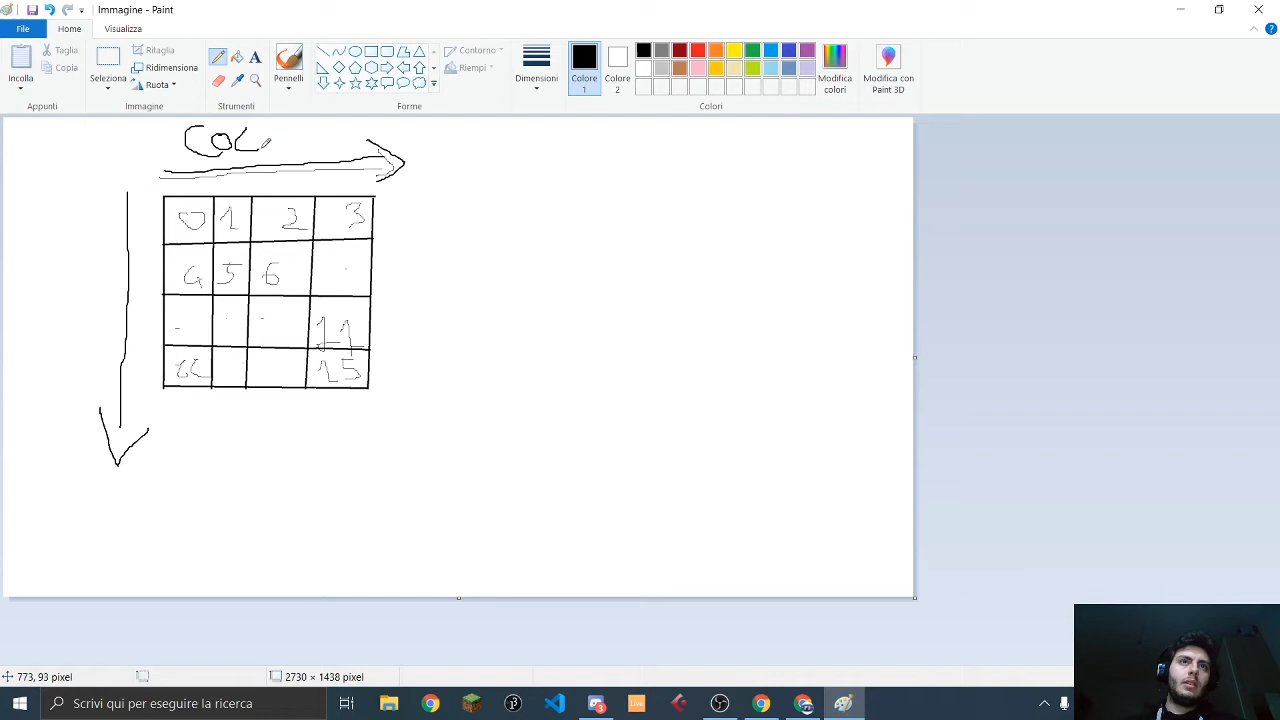 Immagine - Paint
File Home Visualizza
Incolla
Taglia
Copia
Appunti
Seleziona
Ritaglia
Ridimensiona
Ruota
Immagine
A
Strumenti
Pennelli
Contorno
Riempi
Forme
Dimensioni
Colore 1
Colore 2
Modifica colori
Colori
Modifica con Paint 3D
COL
0 1 2 3
4 5 6
11
15
773, 93 pixel
2730 × 1438 pixel
Scrivi qui per eseguire la ricerca
Live
3